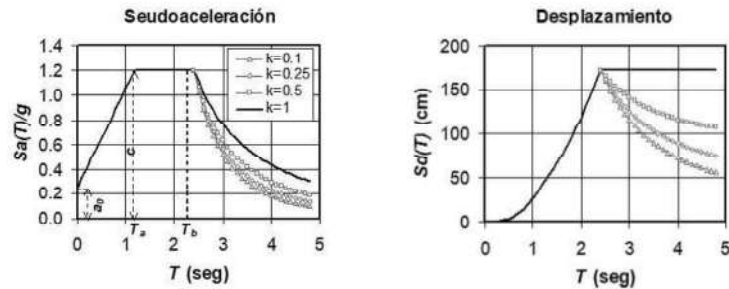 Seudoaceleración
Sa(T)/g
1.4
1.2
1.0
0.8
0.6
0.4
0.2
0.0
k=0.1
k=0.25
k=0.5
k=1
c
a₀
0 1 Ta 2 Tb 3 4 5
T (seg)
Desplazamiento
Sd(T) (cm)
200
150
100
50
0
0 1 2 3 4 5
T (seg)